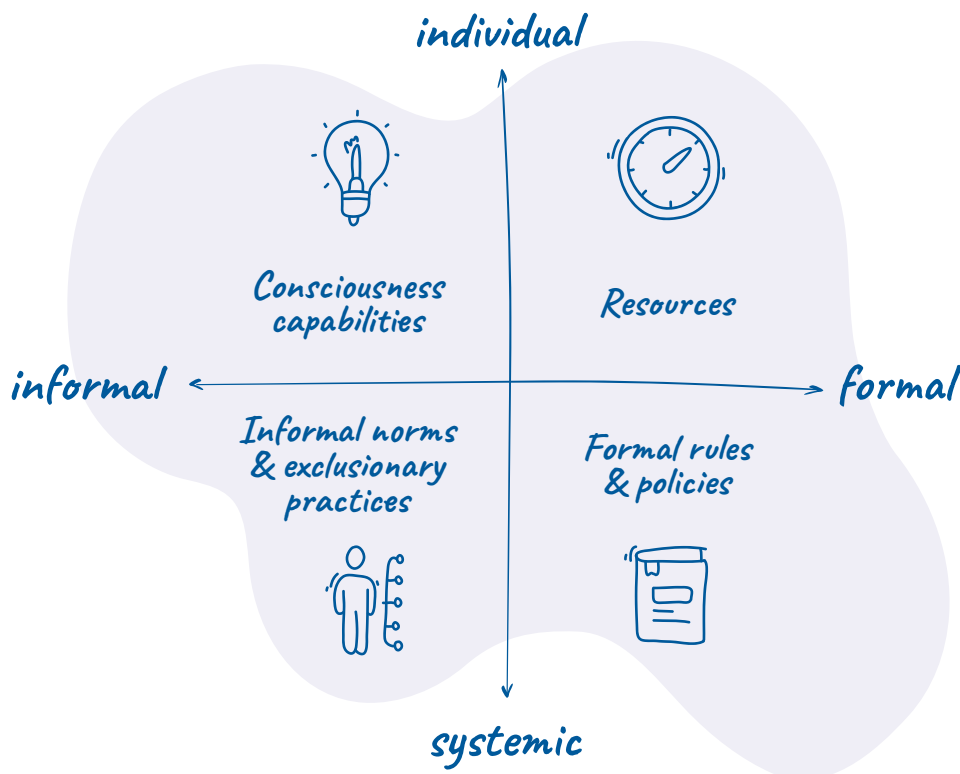 individual
Consciousness
capabilities
Resources
informal
formal
Informal norms
& exclusionary
practices
Formal rules
& policies
systemic